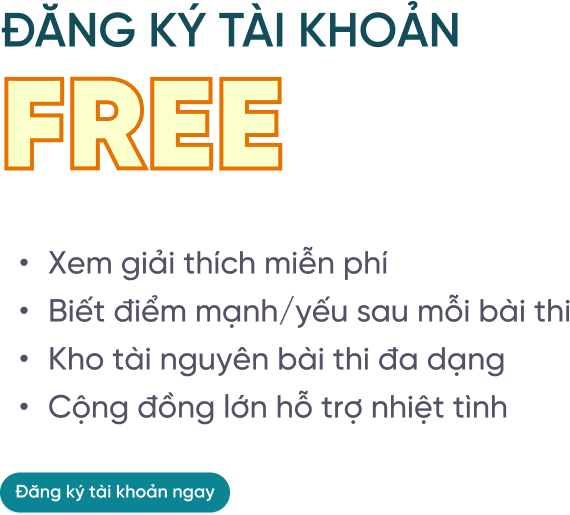 ĐĂNG KÝ TÀI KHOẢN
FREE
• Xem giải thích miễn phí
• Biết điểm mạnh/yếu sau mỗi bài thi
• Kho tài nguyên bài thi đa dạng
• Cộng đồng lớn hỗ trợ nhiệt tình
Đăng ký tài khoản ngay